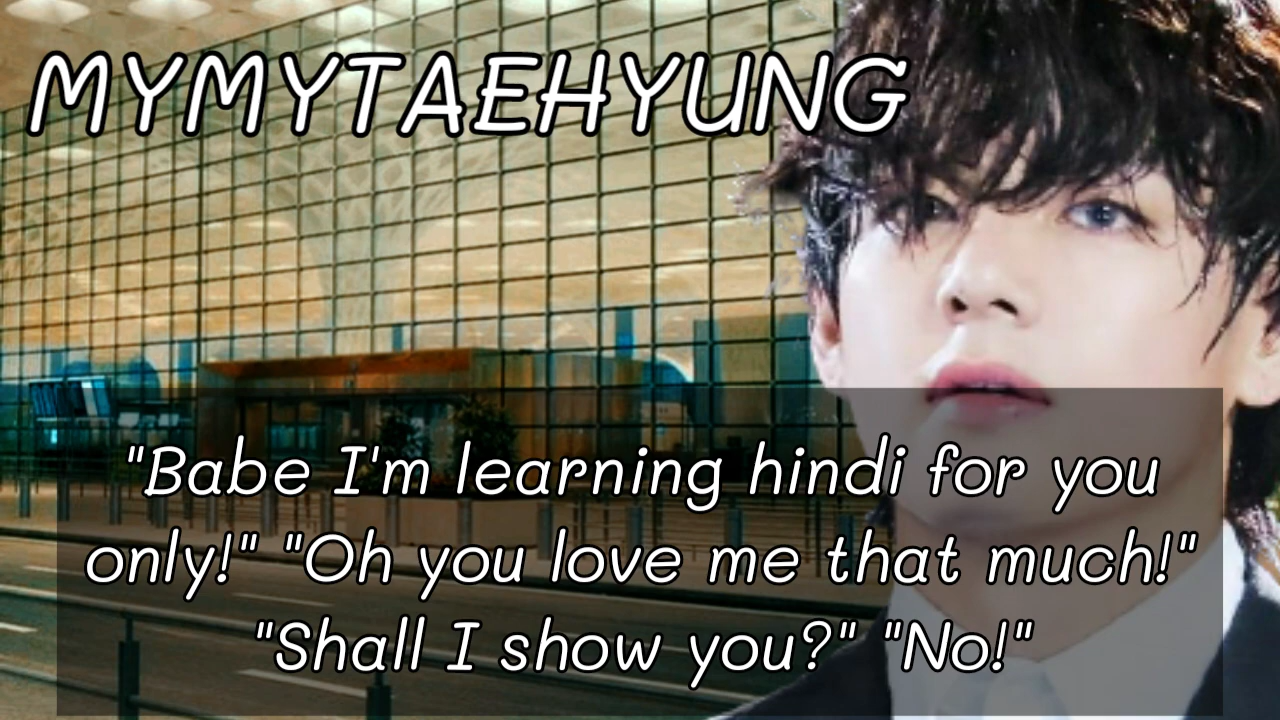 MYMYTAEHYUNG
"Babe I'm learning hindi for you
only!" "Oh you love me that much!"
"Shall I show you?" "No!"